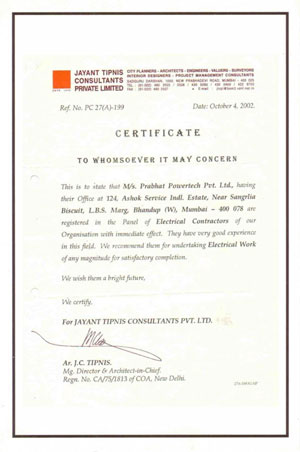 JAYANT TIPNIS CITY PLANNERS - ARCHITECTS - ENGINEERS - VALUERS - SURVEYORS
CONSULTANTS INTERIOR DESIGNERS - PROJECT MANAGEMENT CONSULTANTS
PRIVATE LIMITED
Ref. No. PC 27(A)-199 Date: October 4, 2002.
CERTIFICATE
TO WHOMSOEVER IT MAY CONCERN
This is to state that M/s. Prabhat Powertech Pvt. Ltd., having
their Office at 124, Ashok Service Indl. Estate, Near Sangrila
Biscuit, L.B.S. Marg, Bhandup (W), Mumbai – 400 078 are
registered in the Panel of Electrical Contractors of our
Organisation with immediate effect. They have very good experience
in this field. We recommend them for undertaking Electrical Work
of any magnitude for satisfactory completion.
We wish them a bright future,
We certify,
For JAYANT TIPNIS CONSULTANTS PVT. LTD.
Ar. J.C. TIPNIS.
Mg. Director & Architect-in-Chief.
Regn. No. CA/75/1813 of COA, New Delhi.